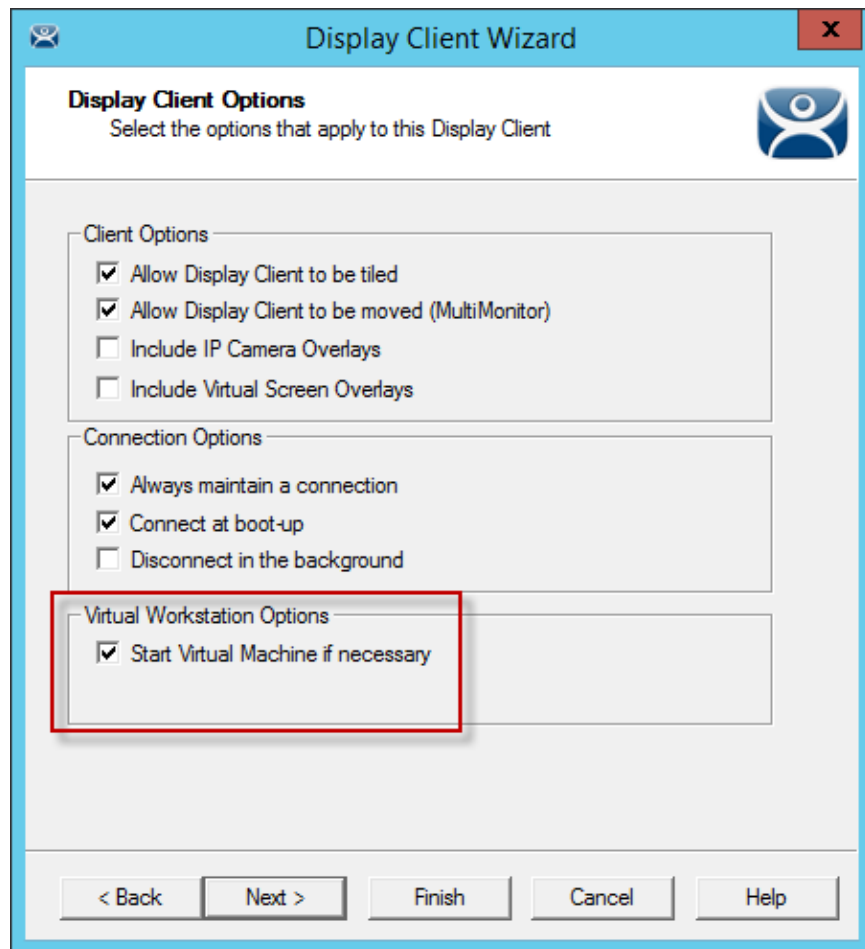 Display Client Wizard
x
Display Client Options
Select the options that apply to this Display Client
Client Options
Allow Display Client to be tiled
Allow Display Client to be moved (MultiMonitor)
Include IP Camera Overlays
Include Virtual Screen Overlays
Connection Options
Always maintain a connection
Connect at boot-up
Disconnect in the background
Virtual Workstation Options
Start Virtual Machine if necessary
< Back Next > Finish Cancel Help